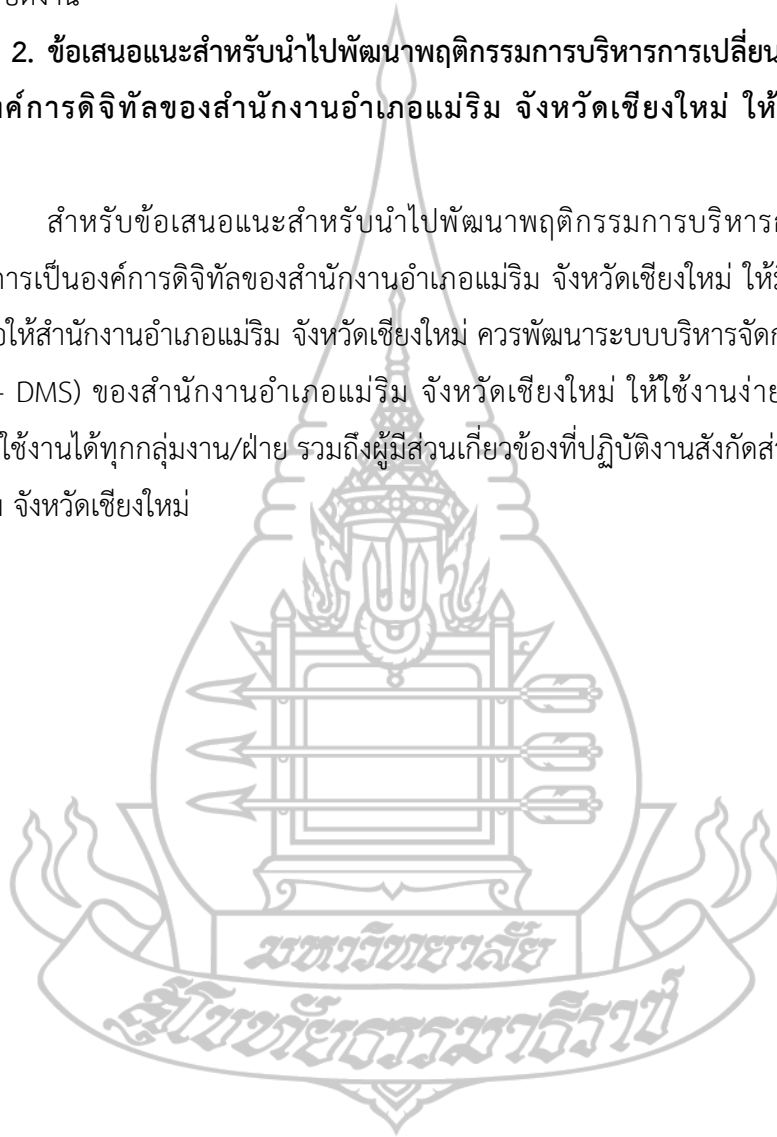 2. ข้อเสนอแนะสำหรับนำไปพัฒนาพฤติกรรมการบริหารการเปลี่ยน
ค์การดิจิทัลของสำนักงานอำเภอแม่ริม จังหวัดเชียงใหม่ ให้
สำหรับข้อเสนอแนะสำหรับนำไปพัฒนาพฤติกรรมการบริหาร
การเป็นองค์การดิจิทัลของสำนักงานอำเภอแม่ริม จังหวัดเชียงใหม่ ให้
ให้สำนักงานอำเภอแม่ริม จังหวัดเชียงใหม่ ควรพัฒนาระบบบริหารจัด
- DMS) ของสำนักงานอำเภอแม่ริม จังหวัดเชียงใหม่ ให้ใช้งานง่าย
ใช้งานได้ทุกกลุ่มงาน/ฝ่าย รวมถึงผู้มีส่วนเกี่ยวข้องที่ปฏิบัติงานสังกัดส่
จังหวัดเชียงใหม่
มหาวิทยาลัย
สุโขทัยธรรมาธิราช